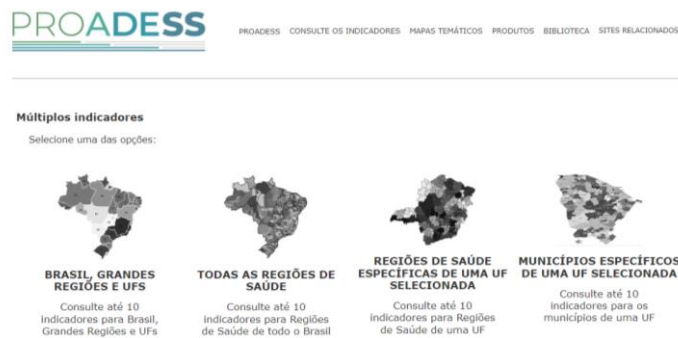 PROADESS
PROADESS CONSULTE OS INDICADORES MAPAS TEMÁTICOS PRODUTOS BIBLIOTECA SITES RELACIONADOS
Múltiplos indicadores
Selecione uma das opções:
BRASIL, GRANDES
REGIÕES E UFS
Consulte até 10
indicadores para Brasil,
Grandes Regiões e UFs
TODAS AS REGIÕES DE
SAÚDE
Consulte até 10
indicadores para Regiões
de Saúde de todo o Brasil
REGIÕES DE SAÚDE
ESPECÍFICAS DE UMA UF
SELECIONADA
Consulte até 10
indicadores para Regiões
de Saúde de uma UF
MUNICÍPIOS ESPECÍFICOS
DE UMA UF SELECIONADA
Consulte até 10
indicadores para os
municípios de uma UF